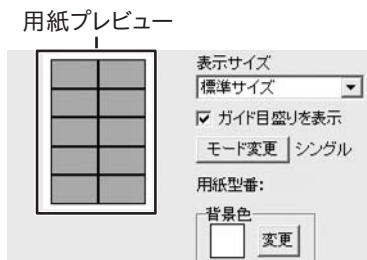 用紙プレビュー
表示サイズ
標準サイズ
ガイド目盛りを表示
モード変更 シングル
用紙型番:
背景色
変更